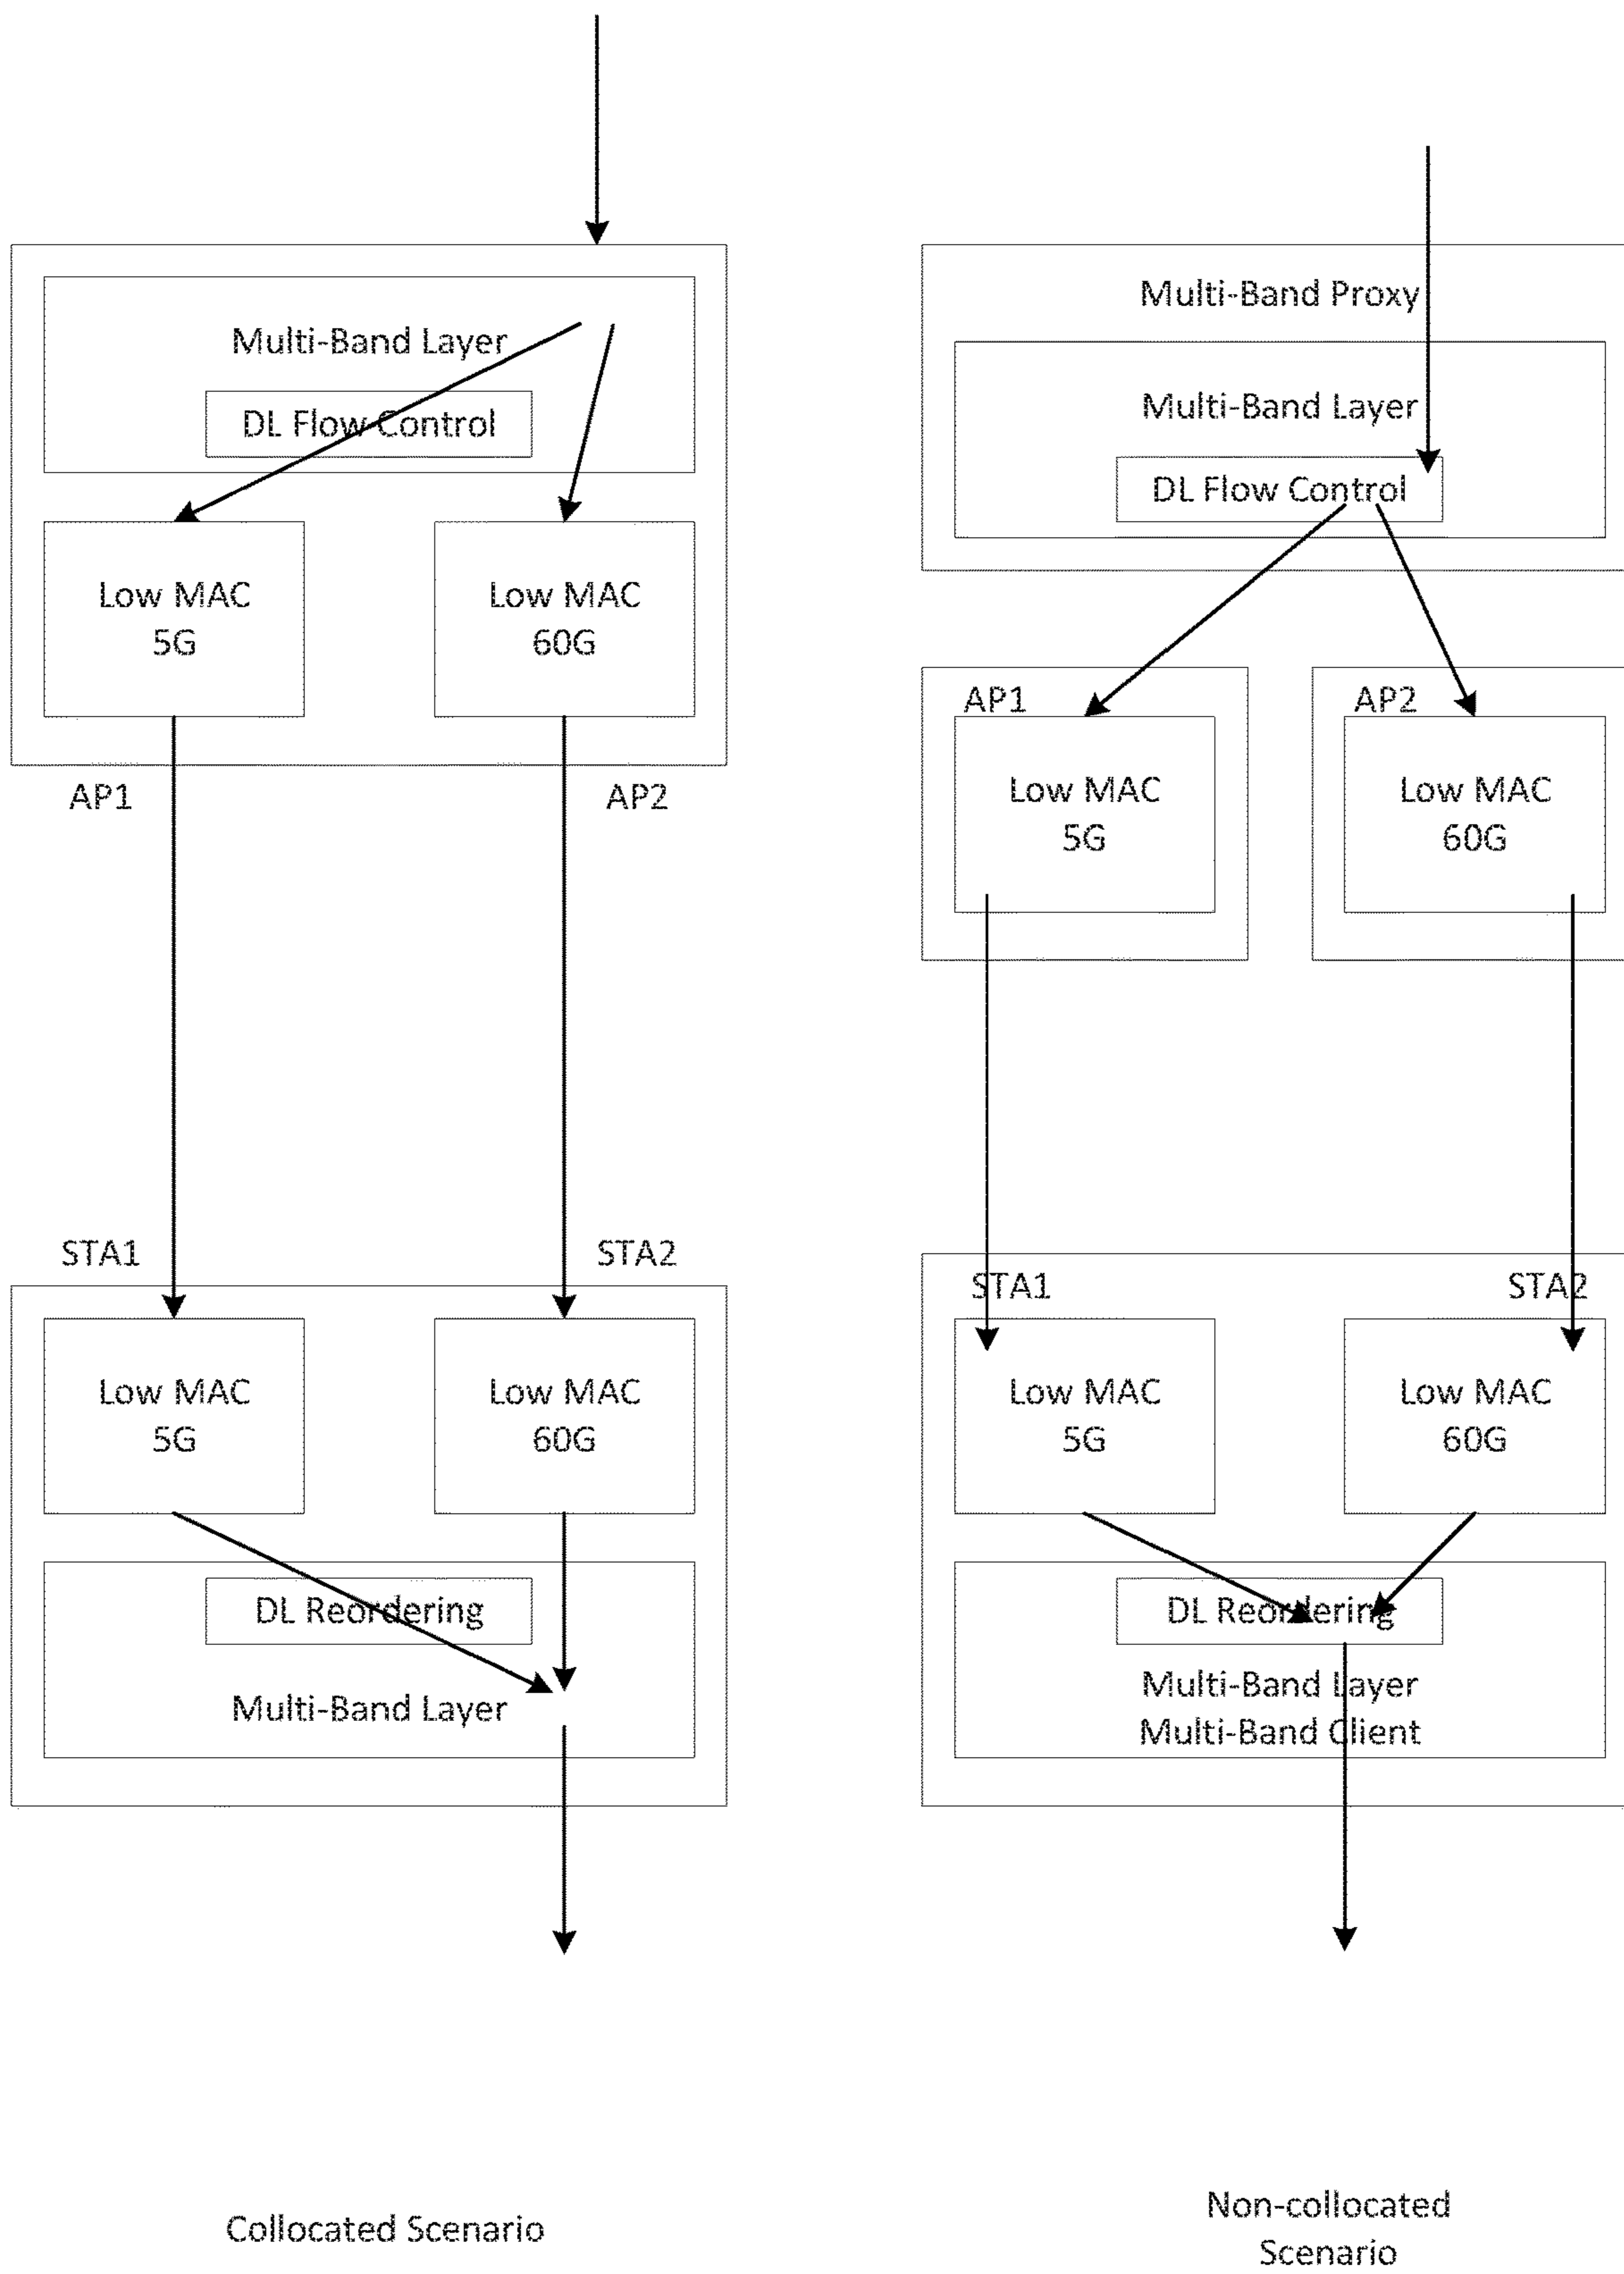 Multi-Band Layer
DL Flow Control
Low MAC
5G
Low MAC
60G
AP1
AP2
STA1
STA2
Low MAC
5G
Low MAC
60G
DL Reordering
Multi-Band Layer
Collocated Scenario
Multi-Band Proxy
Multi-Band Layer
DL Flow Control
AP1
Low MAC
5G
AP2
Low MAC
60G
STA1
STA2
Low MAC
5G
Low MAC
60G
DL Reordering
Multi-Band Layer
Multi-Band Client
Non-collocated
Scenario